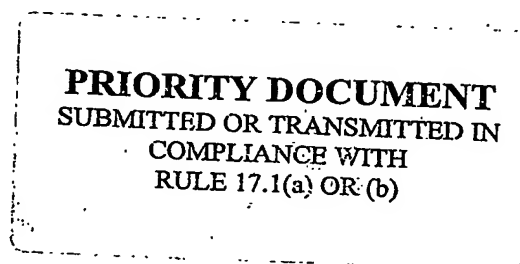 PRIORITY DOCUMENT
SUBMITTED OR TRANSMITTED IN
COMPLIANCE WITH
RULE 17.1(a) OR (b)